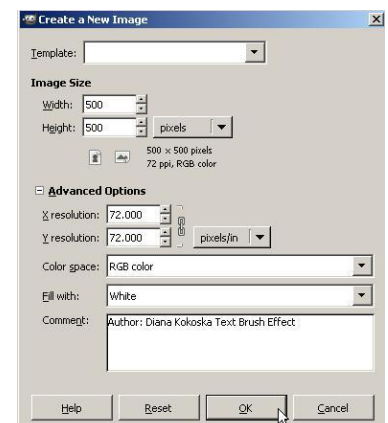 Create a New Image
Template:
Image Size
Width: 500
Height: 500 pixels
500 × 500 pixels
72 ppi, RGB color
Advanced Options
X resolution: 72.000
Y resolution: 72.000 pixels/in
Color space: RGB color
Fill with: White
Comment: Author: Diana Kokoska Text Brush Effect
Help Reset OK Cancel